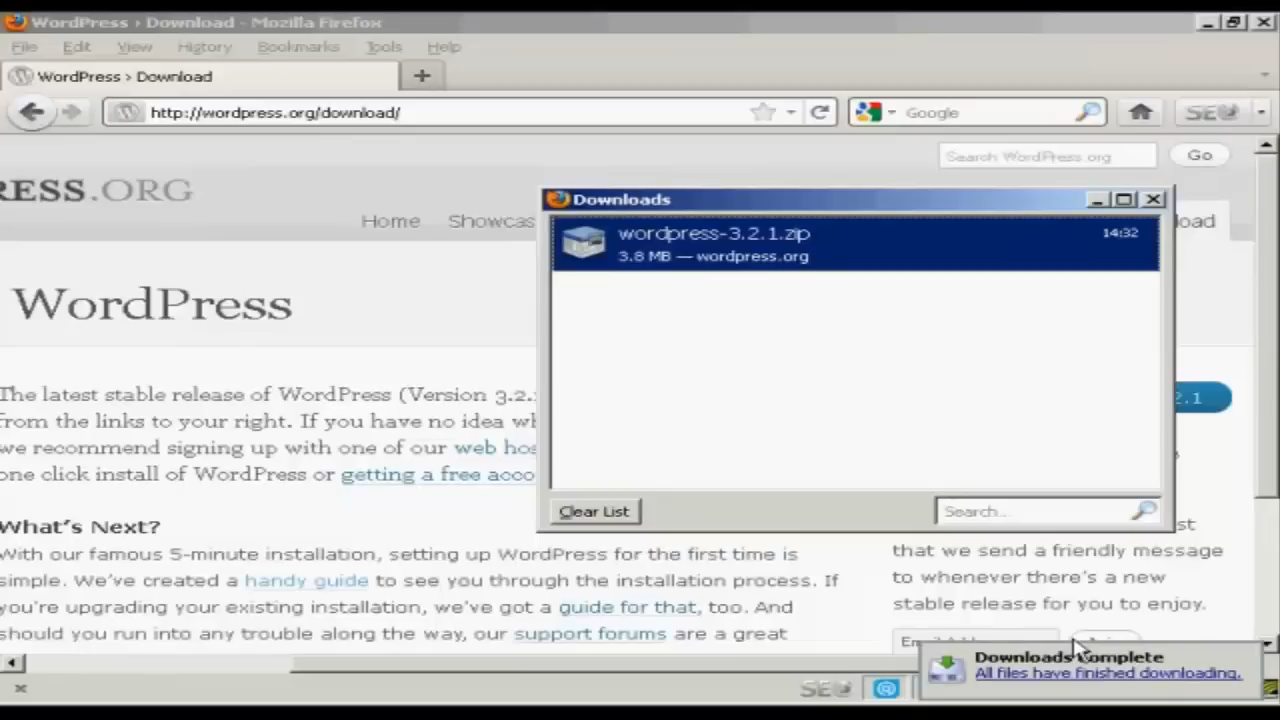 WordPress › Download - Mozilla Firefox
File Edit View History Bookmarks Tools Help
WordPress › Download
http://wordpress.org/download/
Google
SEO
Search WordPress.org
Go
RESS.ORG
Home Showcas
load
Downloads
wordpress-3.2.1.zip
14:32
3.8 MB — wordpress.org
Clear List
Search...
WordPress
The latest stable release of WordPress (Version 3.2.
from the links to your right. If you have no idea wh
we recommend signing up with one of our web hos
one click install of WordPress or getting a free acco
2.1
What's Next?
With our famous 5-minute installation, setting up WordPress for the first time is
simple. We've created a handy guide to see you through the installation process. If
you're upgrading your existing installation, we've got a guide for that, too. And
should you run into any trouble along the way, our support forums are a great
st
that we send a friendly message
to whenever there's a new
stable release for you to enjoy.
Downloads Complete
All files have finished downloading.
SEO